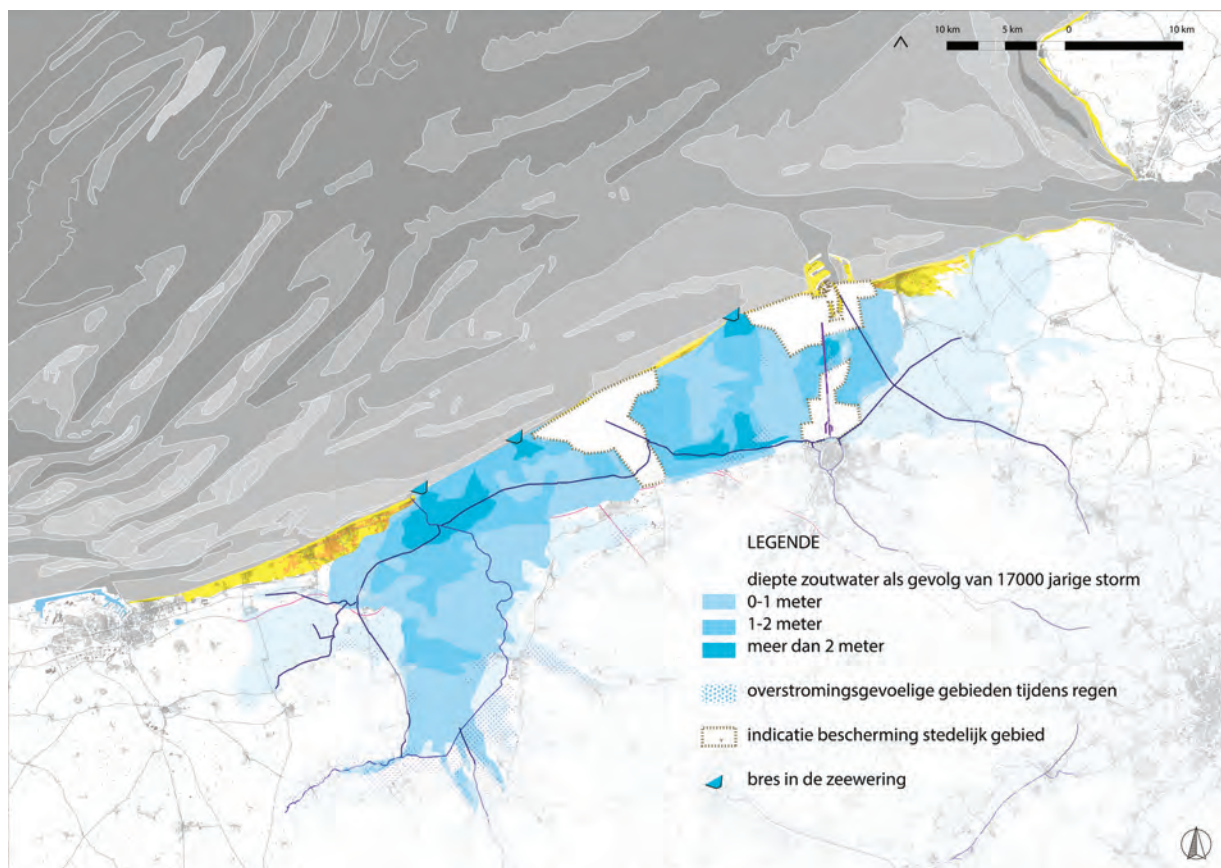 10 km 5 km 0 10 km
LEGENDE
diepte zoutwater als gevolg van 17000 jarige storm
0-1 meter
1-2 meter
meer dan 2 meter
overstromingsgevoelige gebieden tijdens regen
indicatie bescherming stedelijk gebied
bres in de zeewering